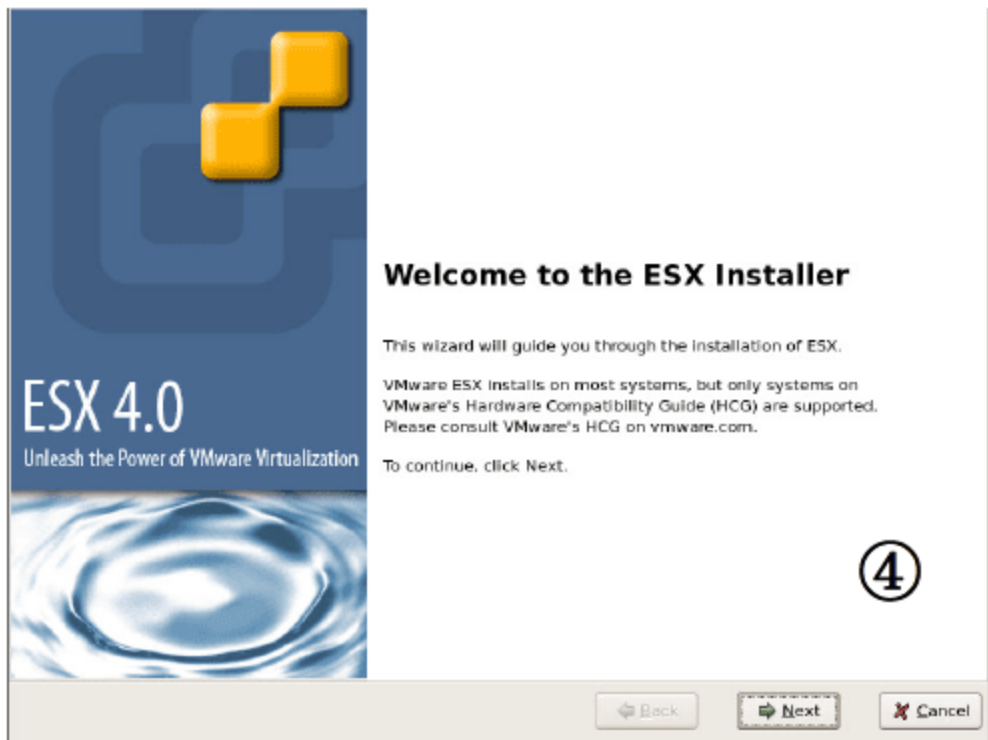 ESX 4.0
Unleash the Power of VMware Virtualization
Welcome to the ESX Installer
This wizard will guide you through the installation of ESX.
VMware ESX installs on most systems, but only systems on
VMware's Hardware Compatibility Guide (HCG) are supported.
Please consult VMware's HCG on vmware.com.
To continue, click Next.
④
Back
Next
Cancel